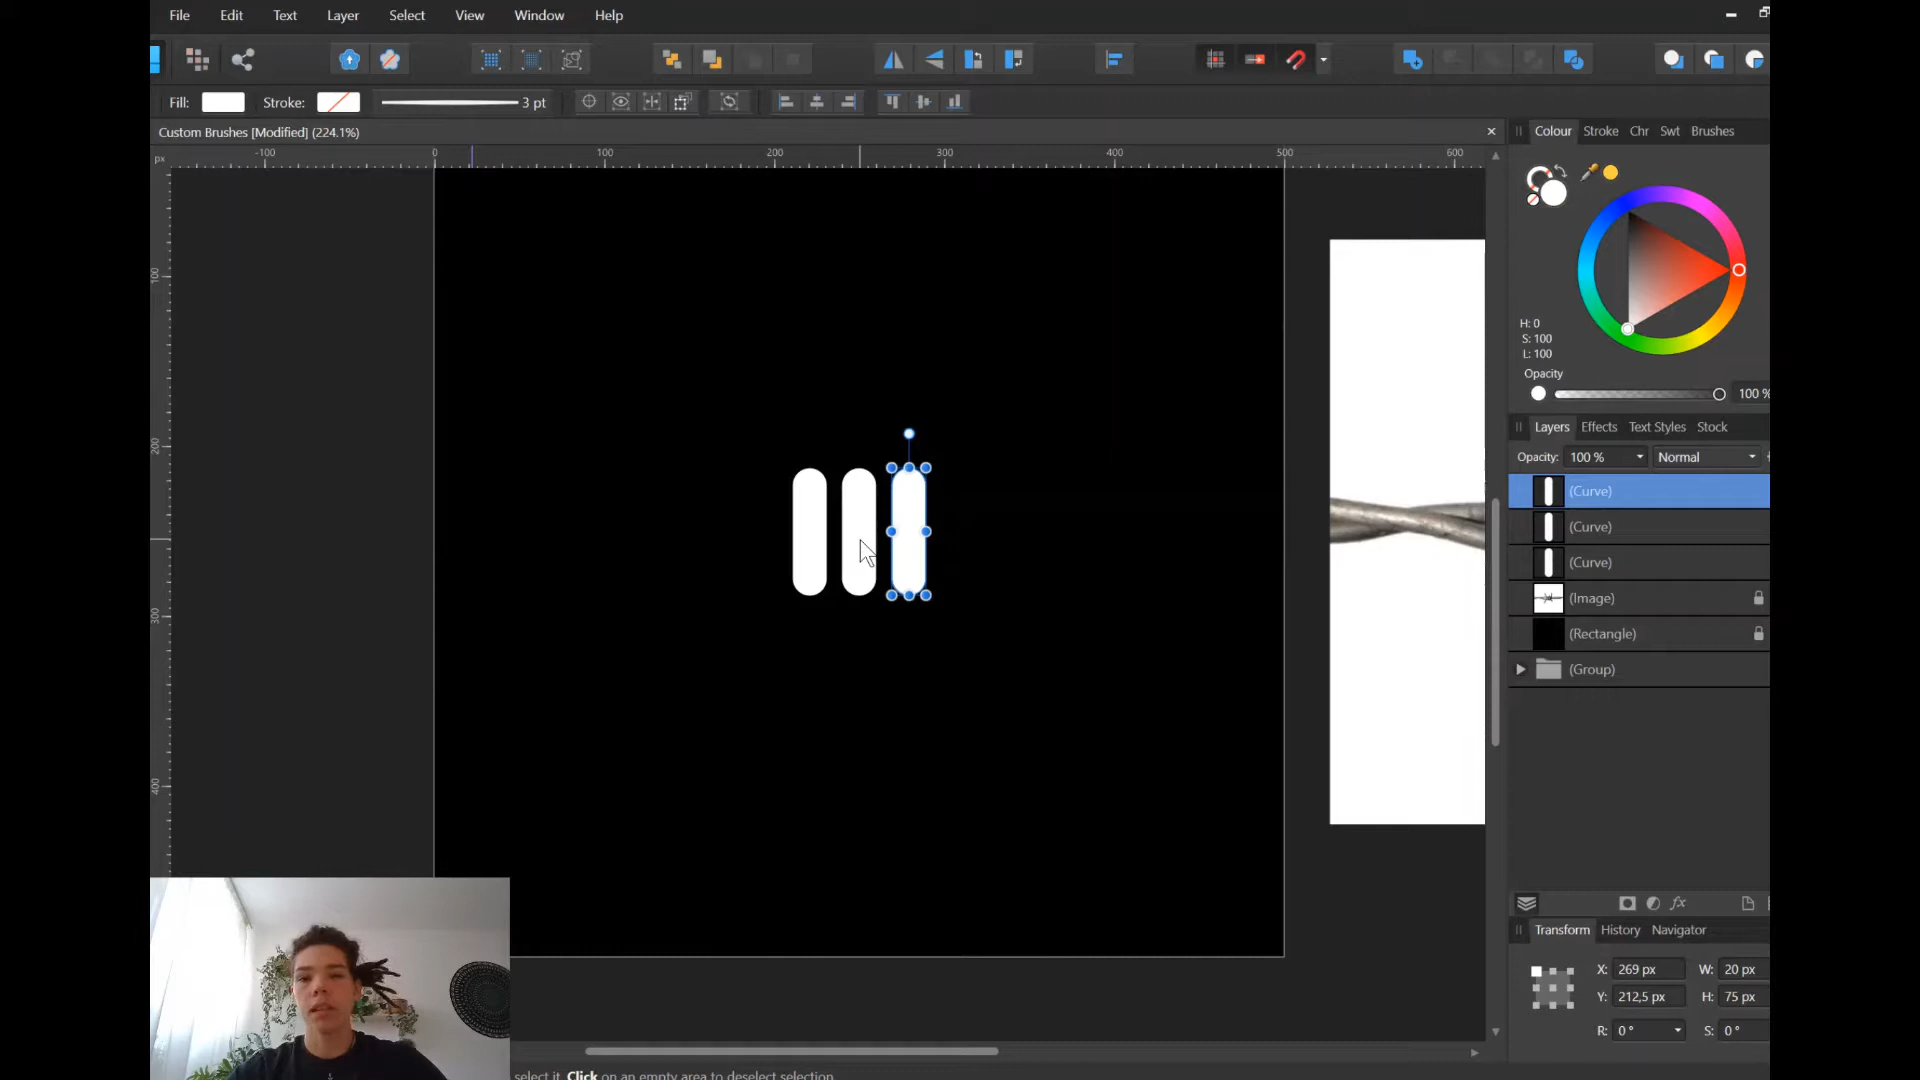 File Edit Text Layer Select View Window Help
Fill: Stroke: 3 pt
Custom Brushes [Modified] (224.1%)
Colour Stroke Chr Swt Brushes
px -100 0 100 200 300 400 500 600
100
200
300
400
H: 0
S: 100
L: 100
Opacity
100 %
Layers Effects Text Styles Stock
Opacity: 100 % Normal
(Curve)
(Curve)
(Curve)
(Image)
(Rectangle)
(Group)
fx
Transform History Navigator
X: 269 px W: 20 px
Y: 212,5 px H: 75 px
R: 0 ° S: 0 °
select it. Click on an empty area to deselect selection.